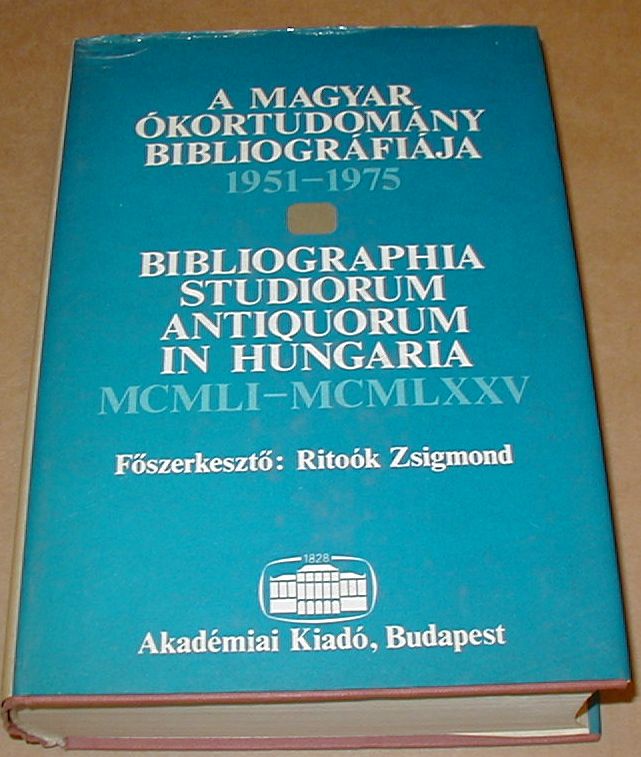 A MAGYAR
ÓKORTUDOMÁNY
BIBLIOGRÁFIÁJA
1951–1975
BIBLIOGRAPHIA
STUDIORUM
ANTIQUORUM
IN HUNGARIA
MCMLI–MCMLXXV
Főszerkesztő: Ritoók Zsigmond
1828
Akadémiai Kiadó, Budapest